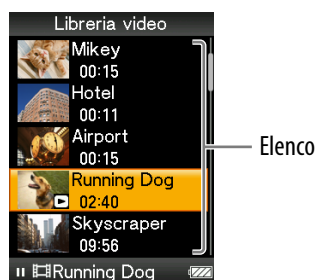 Libreria video
Mikey
00:15
Hotel
00:11
Airport
00:15
Running Dog
02:40
Skyscraper
09:56
Running Dog
Elenco